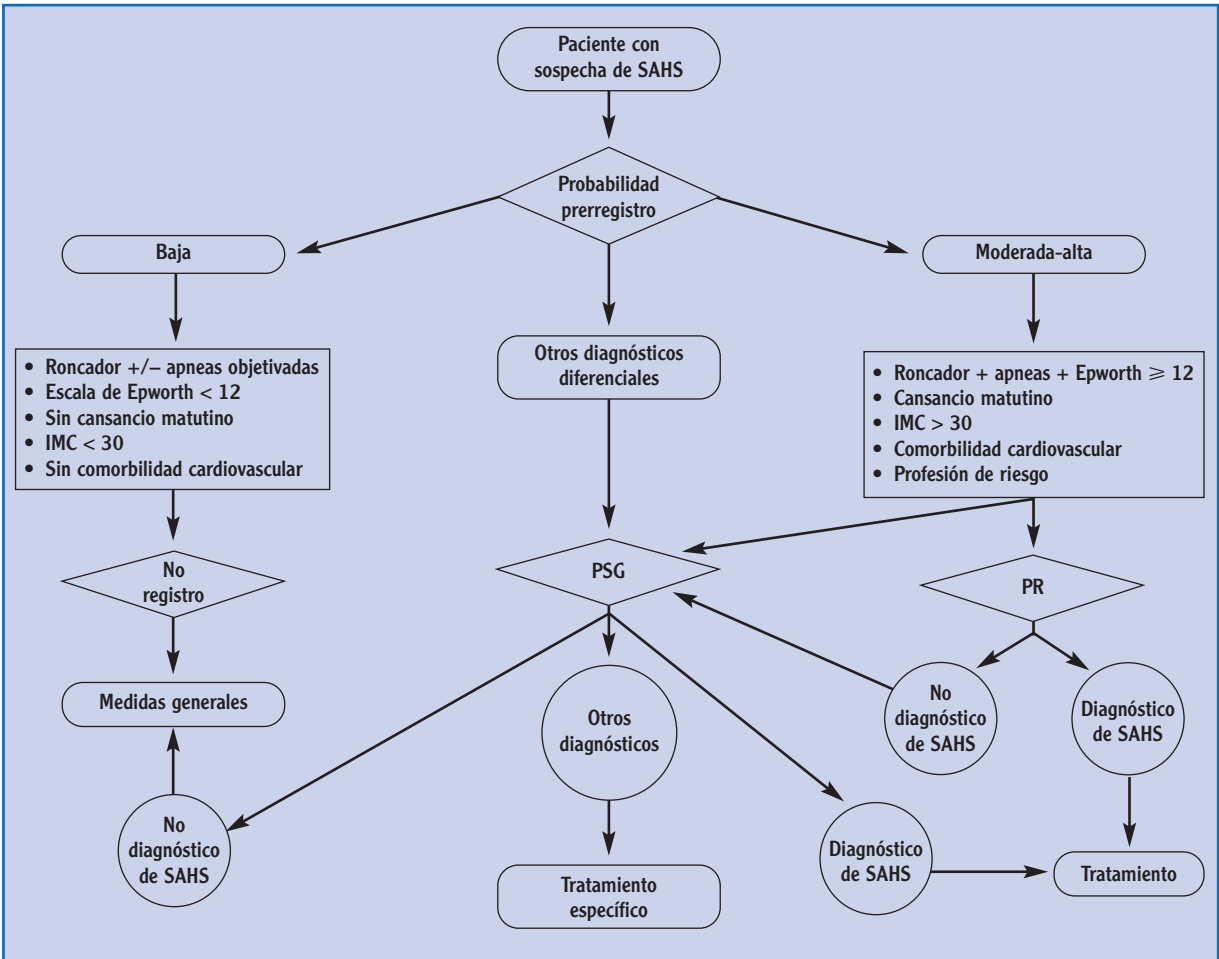 Paciente con
sospecha de SAHS
Probabilidad
prerregistro
Baja
Moderada-alta
• Roncador +/– apneas objetivadas
• Escala de Epworth < 12
• Sin cansancio matutino
• IMC < 30
• Sin comorbilidad cardiovascular
Otros diagnósticos
diferenciales
• Roncador + apneas + Epworth ⩾ 12
• Cansancio matutino
• IMC > 30
• Comorbilidad cardiovascular
• Profesión de riesgo
No
registro
PSG
PR
Medidas generales
Otros
diagnósticos
No
diagnóstico
de SAHS
Diagnóstico
de SAHS
No
diagnóstico
de SAHS
Tratamiento
específico
Diagnóstico
de SAHS
Tratamiento